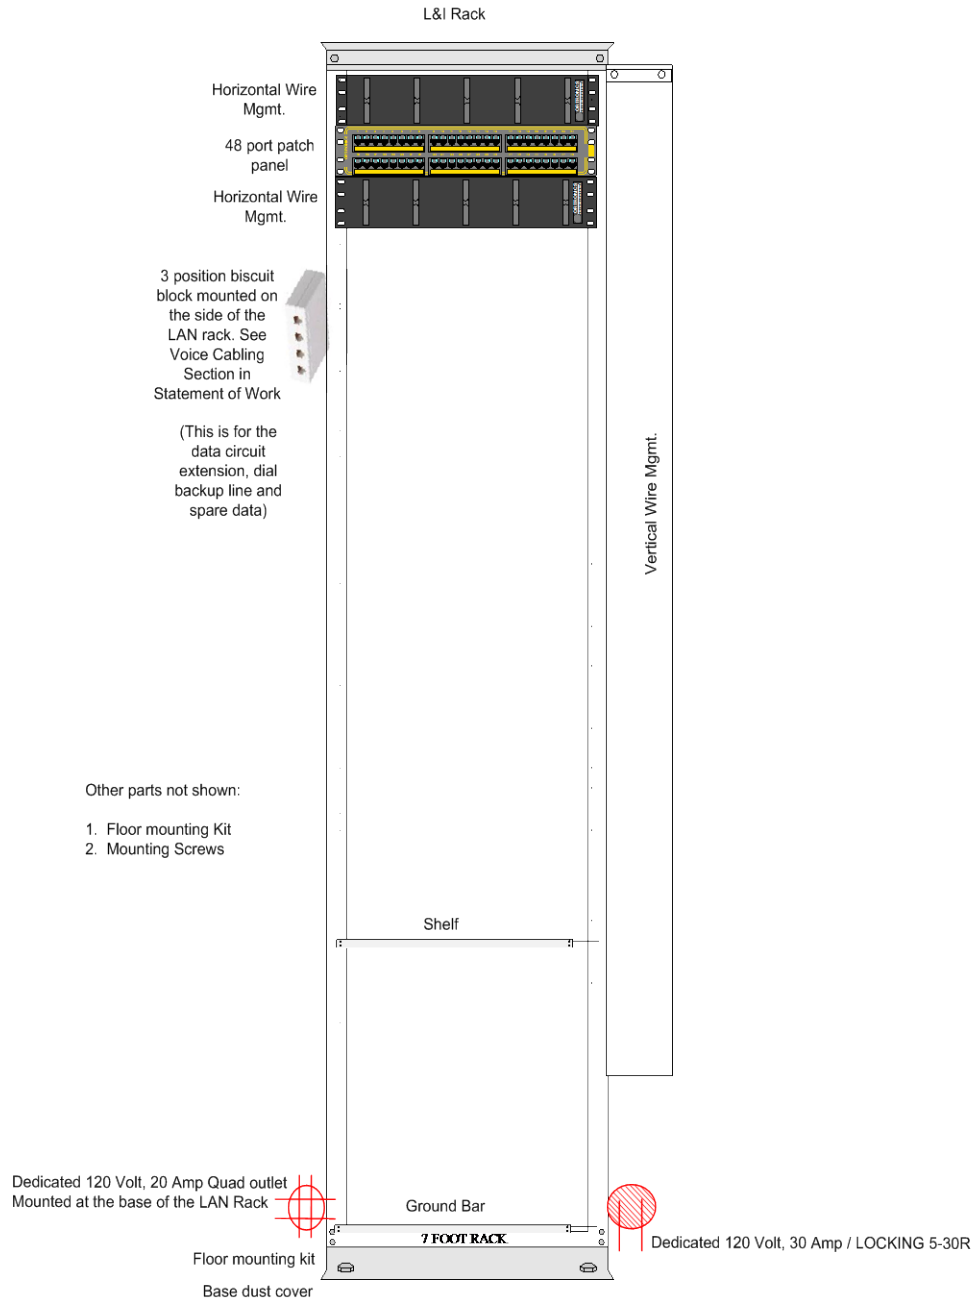 L&I Rack
Horizontal Wire
Mgmt.
48 port patch
panel
Horizontal Wire
Mgmt.
3 position biscuit
block mounted on
the side of the
LAN rack. See
Voice Cabling
Section in
Statement of Work
(This is for the
data circuit
extension, dial
backup line and
spare data)
Vertical Wire Mgmt.
Other parts not shown:
1. Floor mounting Kit
2. Mounting Screws
Shelf
Dedicated 120 Volt, 20 Amp Quad outlet
Mounted at the base of the LAN Rack
Ground Bar
7 FOOT RACK
Dedicated 120 Volt, 30 Amp / LOCKING 5-30R
Floor mounting kit
Base dust cover